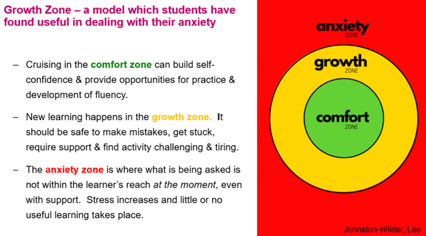 Growth Zone – a model which students have
found useful in dealing with their anxiety
– Cruising in the comfort zone can build self-
confidence & provide opportunities for practice &
development of fluency.
– New learning happens in the growth zone. It
should be safe to make mistakes, get stuck,
require support & find activity challenging & tiring.
– The anxiety zone is where what is being asked is
not within the learner's reach at the moment, even
with support. Stress increases and little or no
useful learning takes place.
anxiety
ZONE
growth
ZONE
comfort
ZONE
Johnston-Wilder, Lee